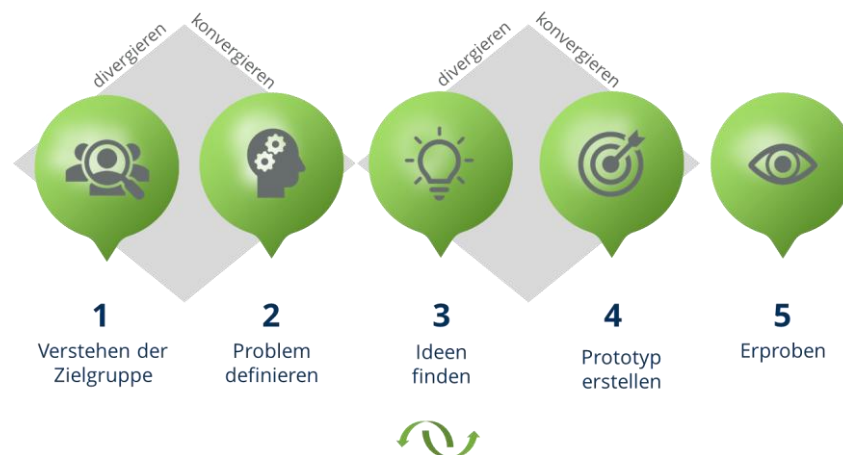 divergieren
konvergieren
divergieren
konvergieren
1
Verstehen der
Zielgruppe
2
Problem
definieren
3
Ideen
finden
4
Prototyp
erstellen
5
Erproben